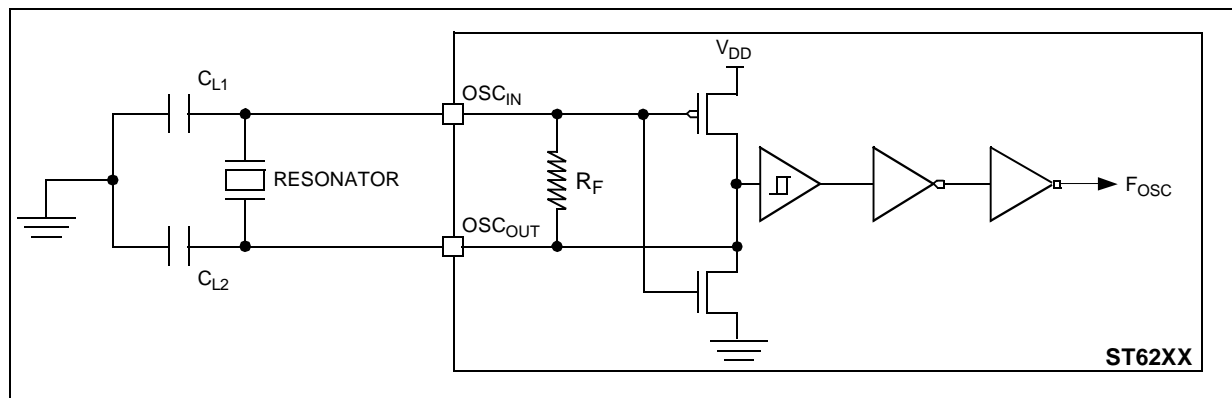 V_DD
C_L1
OSC_IN
RESONATOR
R_F
F_OSC
OSC_OUT
C_L2
ST62XX